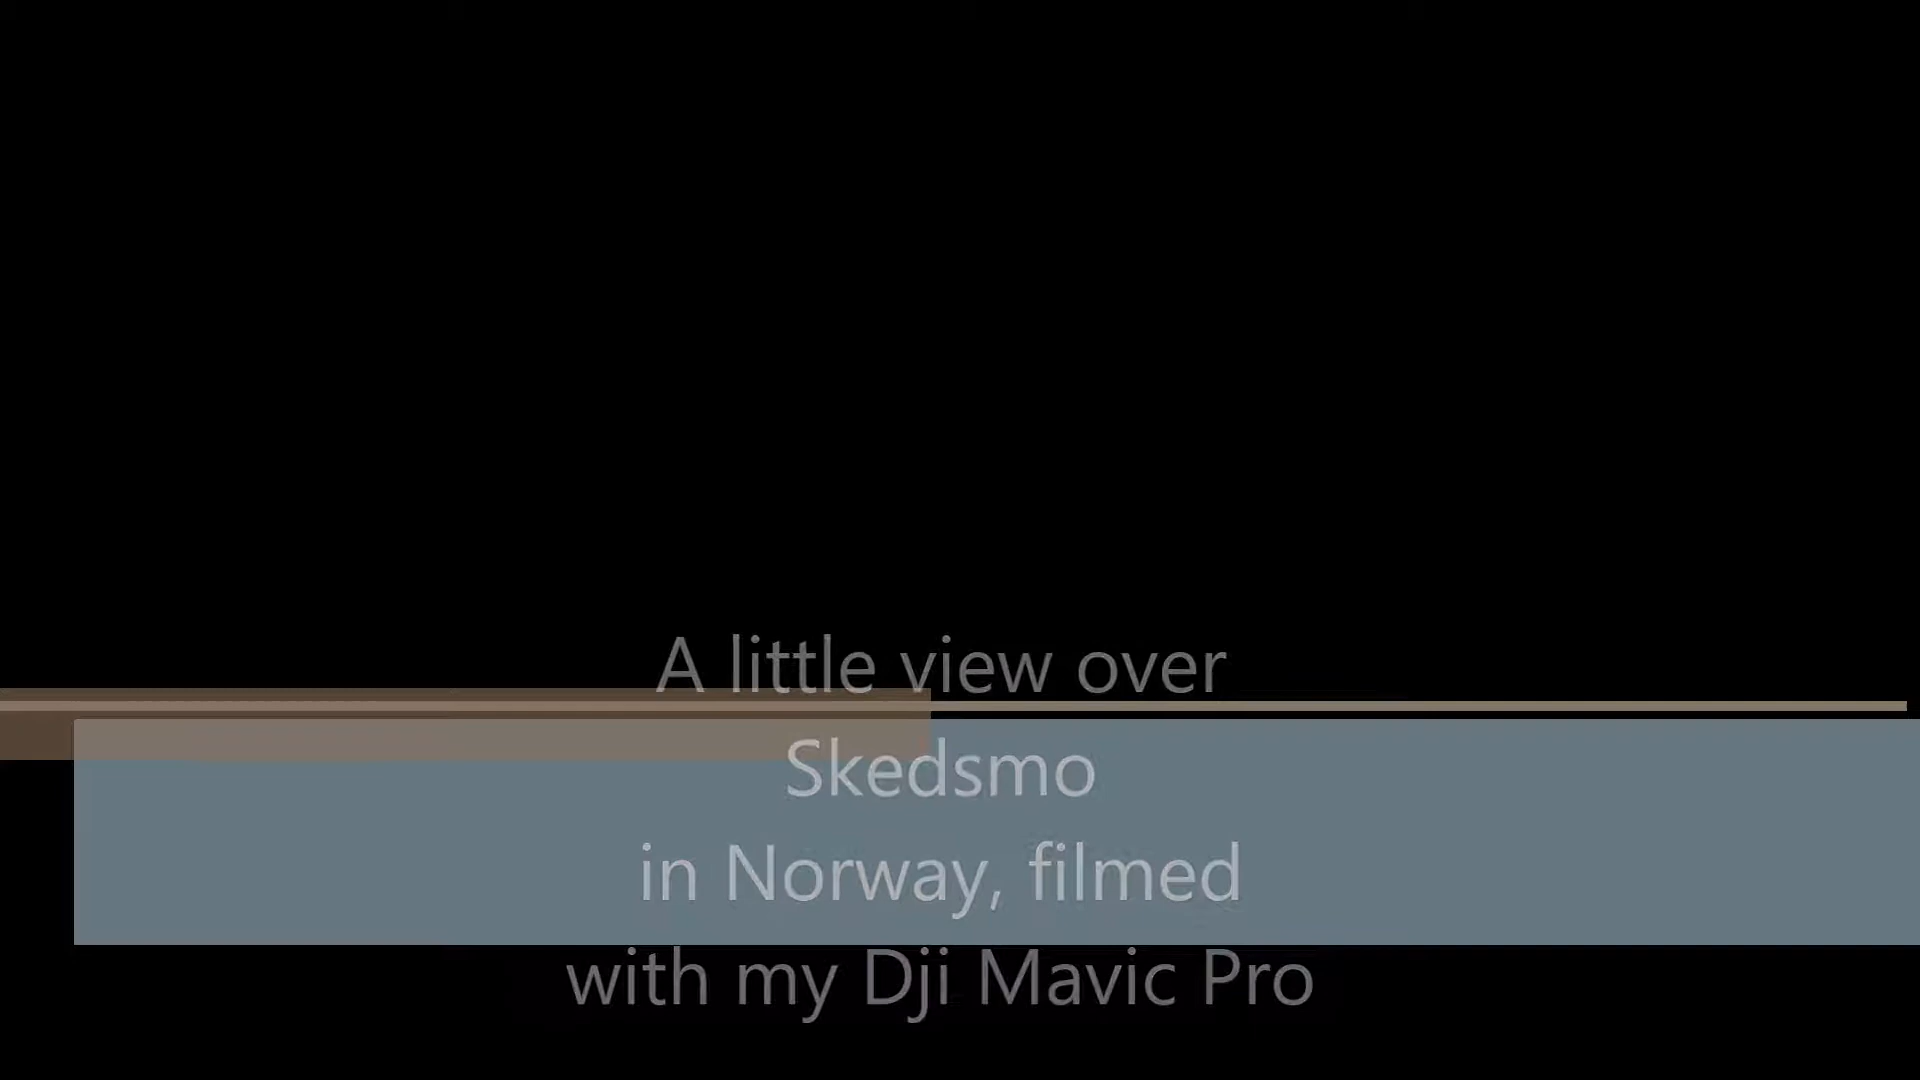 A little view over
Skedsmo
in Norway, filmed
with my Dji Mavic Pro